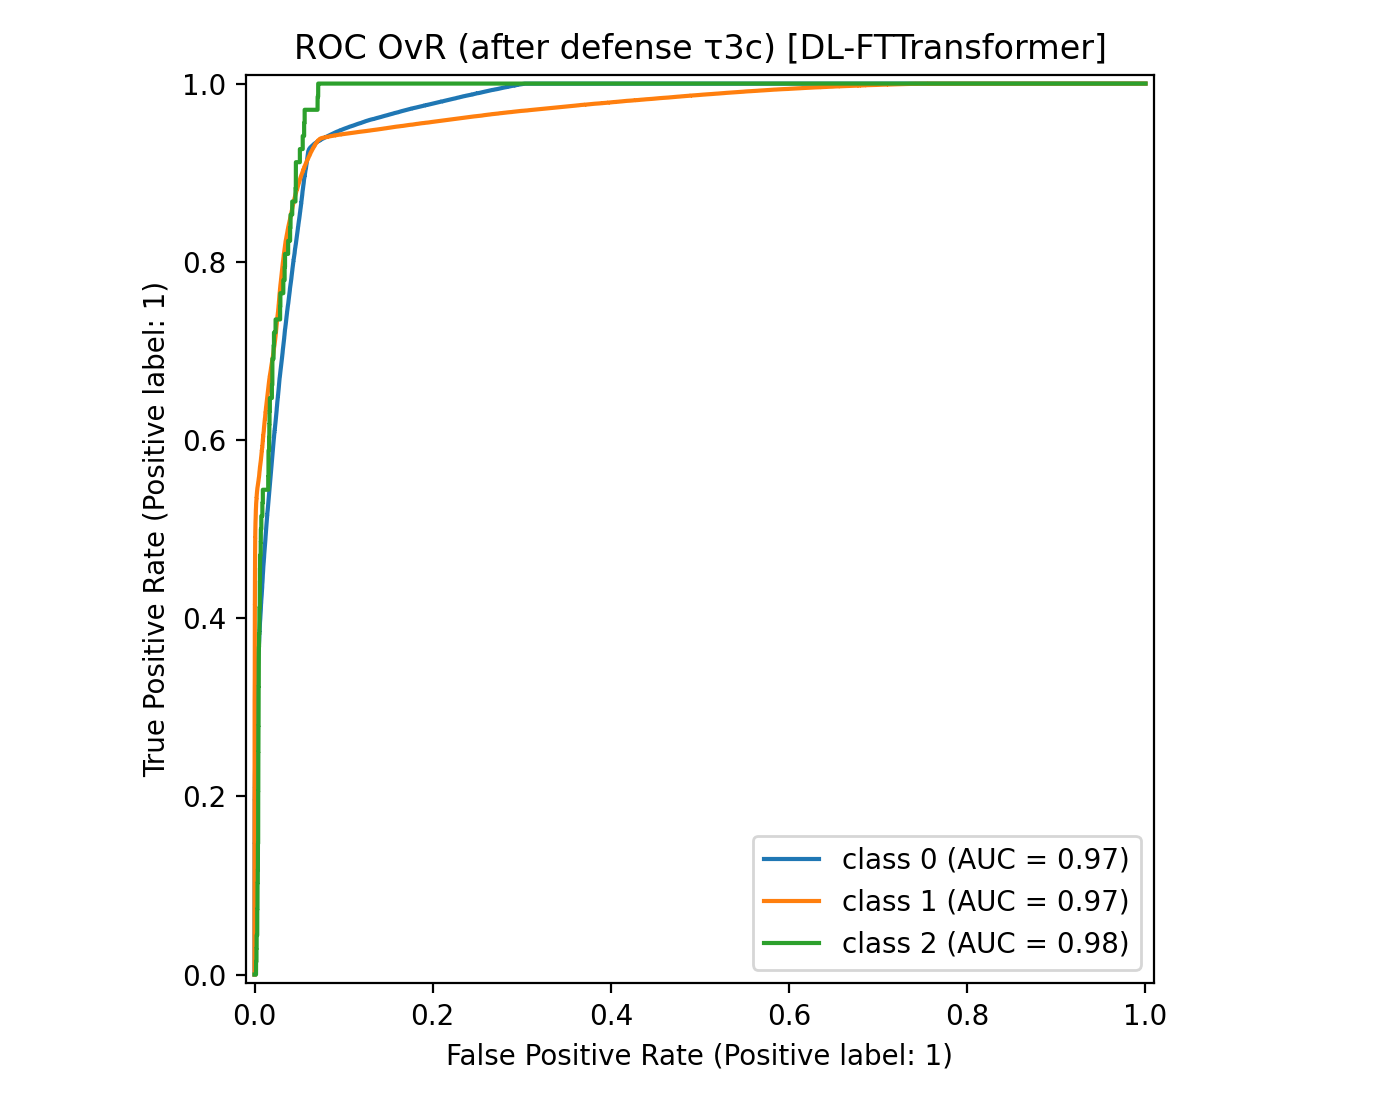 ROC OvR (after defense τ3c) [DL-FTTransformer]
True Positive Rate (Positive label: 1)
1.0
0.8
0.6
0.4
0.2
0.0
class 0 (AUC = 0.97)
class 1 (AUC = 0.97)
class 2 (AUC = 0.98)
0.0 0.2 0.4 0.6 0.8 1.0
False Positive Rate (Positive label: 1)